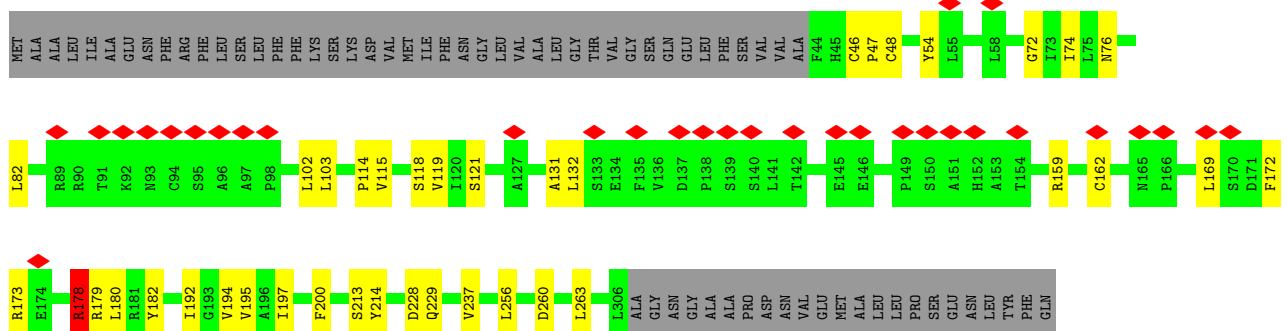 MET ALA ALA LEU ILE ALA GLU ASN PHE ARG PHE LEU SER LEU PHE PHE LYS SER LYS ASP VAL MET ILE PHE ASN GLY LEU VAL ALA LEU GLY THR VAL GLY SER GLN GLU LEU PHE SER VAL VAL ALA F44 H45 C46 P47 C48 Y54 L55 L58 G72 I73 I74 L75 N76
L82 R89 R90 T91 K92 N93 C94 S95 A96 A97 P98 L102 L103 P114 V115 S118 V119 I120 S121 A127 A131 L132 S133 E134 F135 V136 D137 P138 S139 S140 L141 T142 E145 E146 P149 S150 A151 H152 A153 T154 R159 C162 N165 P166 L169 S170 D171 F172
R173 E174 R178 R179 L180 R181 Y182 I192 G193 V194 V195 A196 I197 F200 S213 Y214 D228 Q229 V237 L256 D260 L263 L306 ALA GLY ASN GLY ALA ALA PRO ASP ASN VAL GLU MET ALA LEU LEU PRO SER GLU ASN LEU TYR PHE GLN